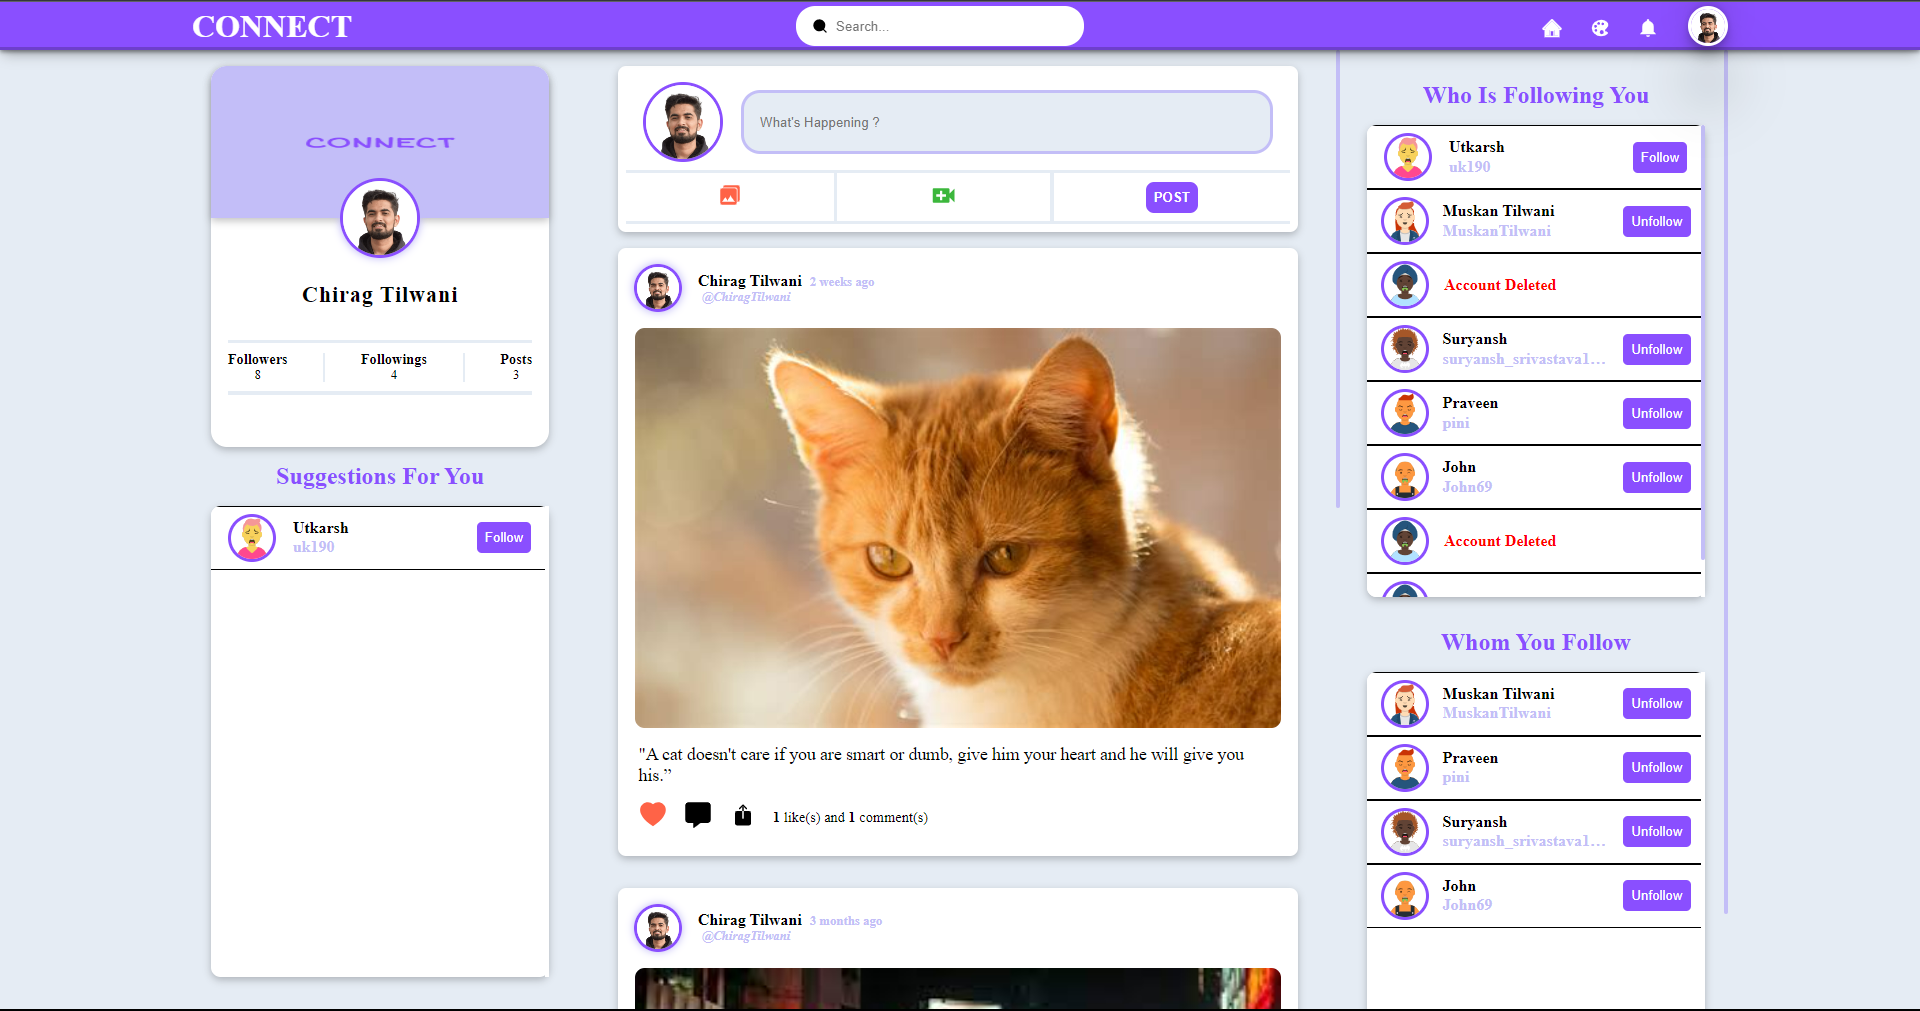 CONNECT
Search...
CONNECT
Chirag Tilwani
Followers
8
Followings
4
Posts
3
Suggestions For You
Utkarsh
uk190
Follow
What's Happening ?
POST
Chirag Tilwani 2 weeks ago
@ChiragTilwani
"A cat doesn't care if you are smart or dumb, give him your heart and he will give you
his.”
1 like(s) and 1 comment(s)
Chirag Tilwani 3 months ago
@ChiragTilwani
Who Is Following You
Utkarsh
uk190
Follow
Muskan Tilwani
MuskanTilwani
Unfollow
Account Deleted
Suryansh
suryansh_srivastava1...
Unfollow
Praveen
pini
Unfollow
John
John69
Unfollow
Account Deleted
Whom You Follow
Muskan Tilwani
MuskanTilwani
Unfollow
Praveen
pini
Unfollow
Suryansh
suryansh_srivastava1...
Unfollow
John
John69
Unfollow